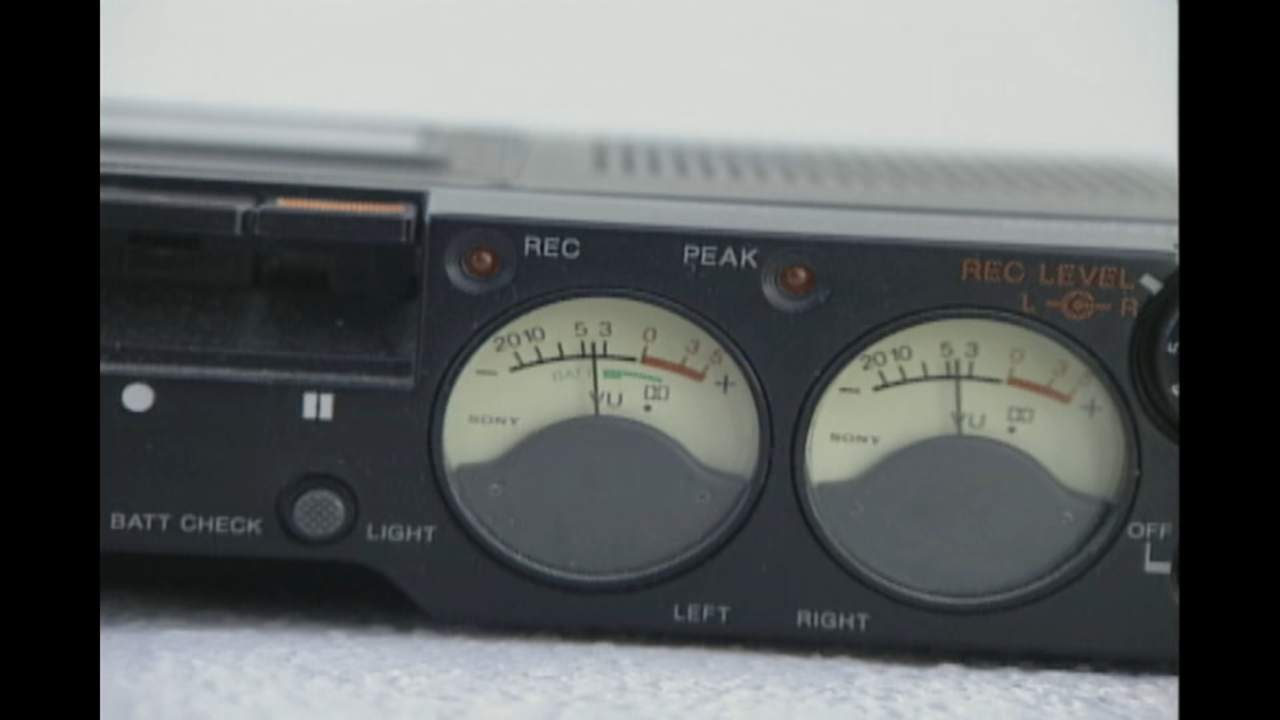 REC
PEAK
REC LEVEL
L R
20 10 5 3 0 3 5
- +
BATT
VU
SONY
20 10 5 3 0 3
- +
VU
SONY
BATT CHECK
LIGHT
OFF
LEFT
RIGHT